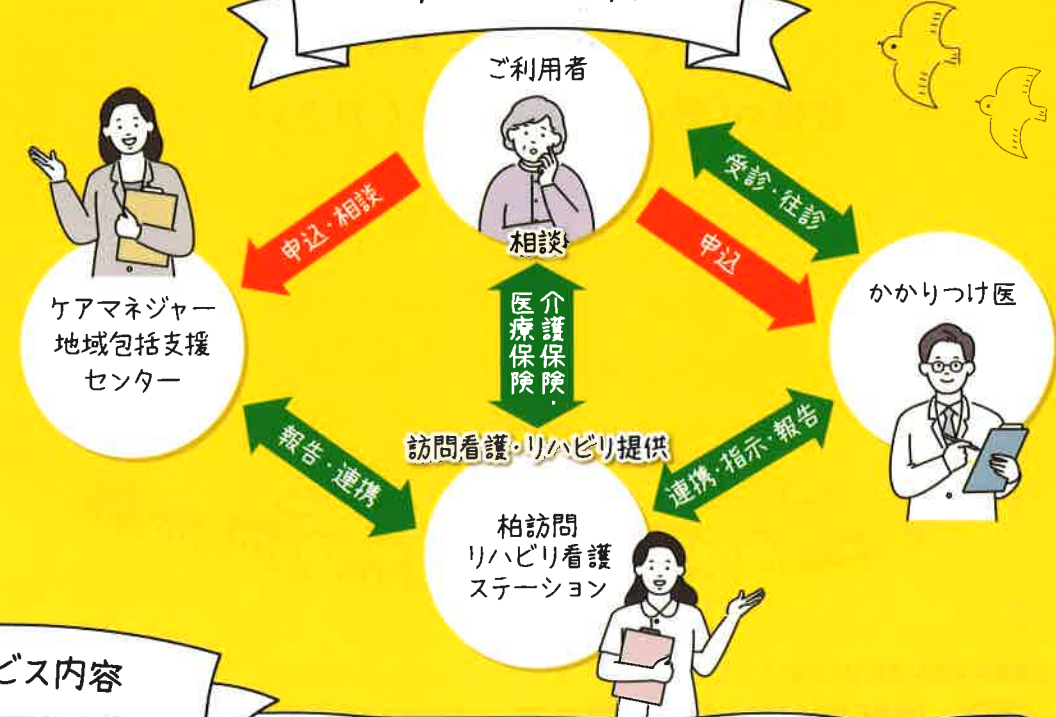 ご利用者
相談
申込・相談
申込
受診・往診
ケアマネジャー
地域包括支援
センター
かかりつけ医
介護保険・
医療保険
訪問看護・リハビリ提供
報告・連携
連携・指示・報告
柏訪問
リハビリ看護
ステーション
ビス内容